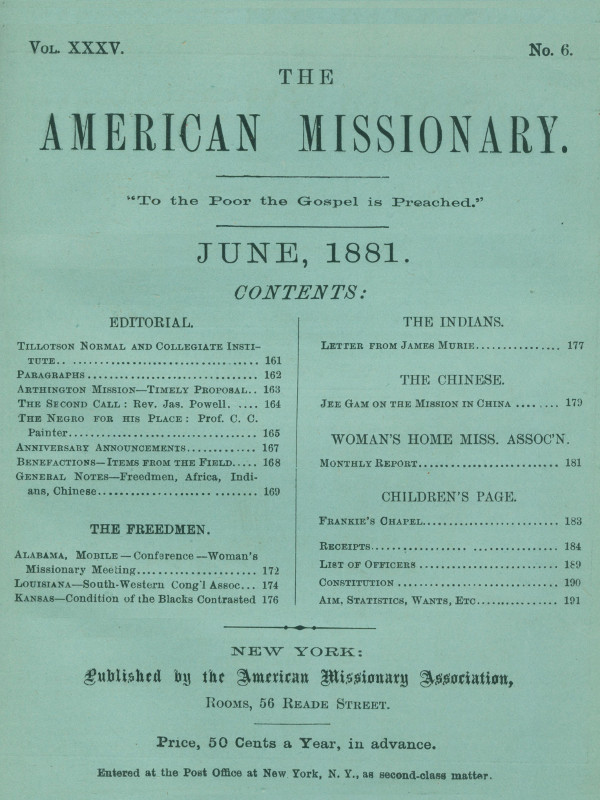 Vol. XXXV.
No. 6.
THE
AMERICAN MISSIONARY.
"To the Poor the Gospel is Preached."
JUNE, 1881.
CONTENTS:
EDITORIAL.
Tillotson Normal and Collegiate Insti-
tute.. ................................ 161
Paragraphs ................................ 162
Arthington Mission—Timely Proposal.. 163
The Second Call: Rev. Jas. Powell. .... 164
The Negro for his Place: Prof. C. C.
Painter................................ 165
Anniversary Announcements............. 167
Benefactions—Items from the Field..... 168
General Notes—Freedmen, Africa, Indi-
ans, Chinese.......................... 169
THE FREEDMEN.
Alabama, Mobile—Conference—Woman's
Missionary Meeting..................... 172
Louisiana—South-Western Cong'l Assoc... 174
Kansas—Condition of the Blacks Contrasted 176
THE INDIANS.
Letter from James Murie............... 177
THE CHINESE.
Jee Gam on the Mission in China ........ 179
WOMAN'S HOME MISS. ASSOC'N.
Monthly Report........................... 181
CHILDREN'S PAGE.
Frankie's Chapel......................... 183
Receipts............... ............... 184
List of Officers ......................... 189
Constitution ............................. 190
Aim, Statistics, Wants, Etc.............. 191
NEW YORK:
Published by the American Missionary Association,
Rooms, 56 Reade Street.
Price, 50 Cents a Year, in advance.
Entered at the Post Office at New York, N. Y., as second-class matter.